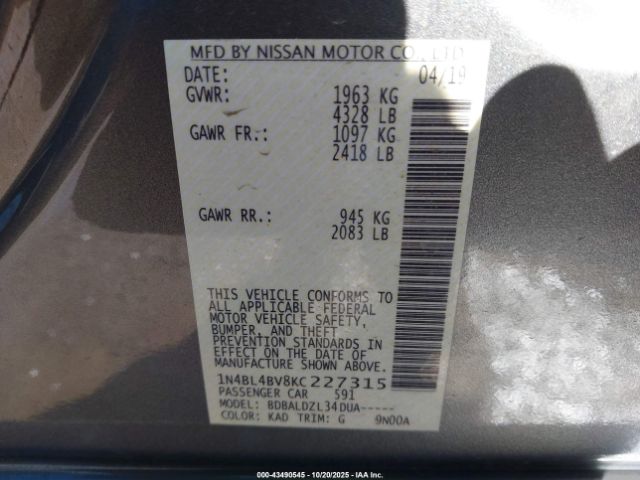 MFD BY NISSAN MOTOR CO., LTD
DATE: 04/19
GVWR: 1963 KG
4328 LB
GAWR FR: 1097 KG
2418 LB
GAWR RR: 945 KG
2083 LB
THIS VEHICLE CONFORMS TO
ALL APPLICABLE FEDERAL
MOTOR VEHICLE SAFETY,
BUMPER, AND THEFT
PREVENTION STANDARDS IN
EFFECT ON THE DATE OF
MANUFACTURE SHOWN ABOVE.
1N4BL4BV8KC227315
PASSENGER CAR 591
MODEL: BDBALDZL34DUA-----
COLOR: KAD TRIM: G 9N00A
000-43490545 - 10/20/2025 - IAA Inc.